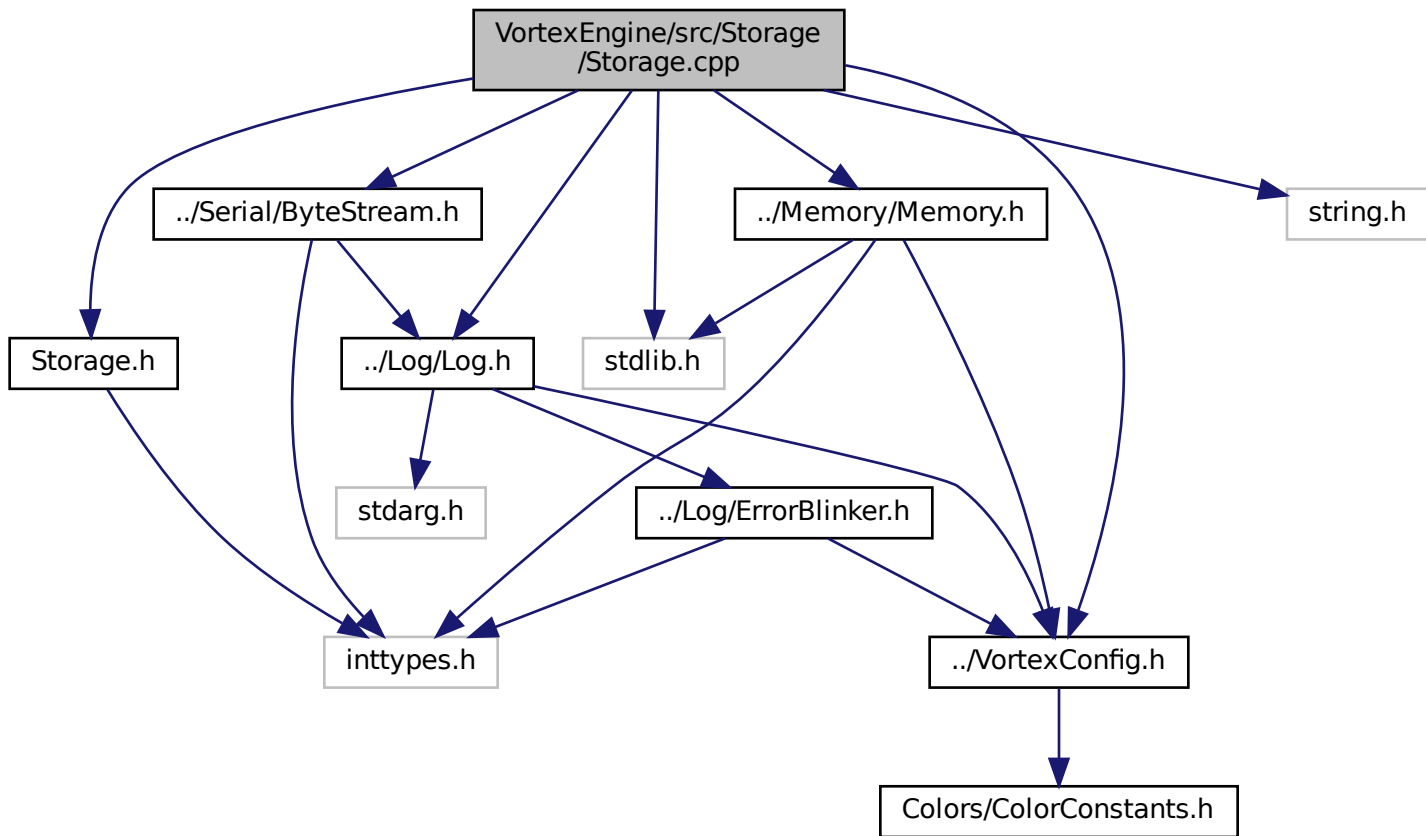 VortexEngine/src/Storage
/Storage.cpp
../Serial/ByteStream.h
../Memory/Memory.h
string.h
Storage.h
../Log/Log.h
stdlib.h
stdarg.h
../Log/ErrorBlinker.h
inttypes.h
../VortexConfig.h
Colors/ColorConstants.h